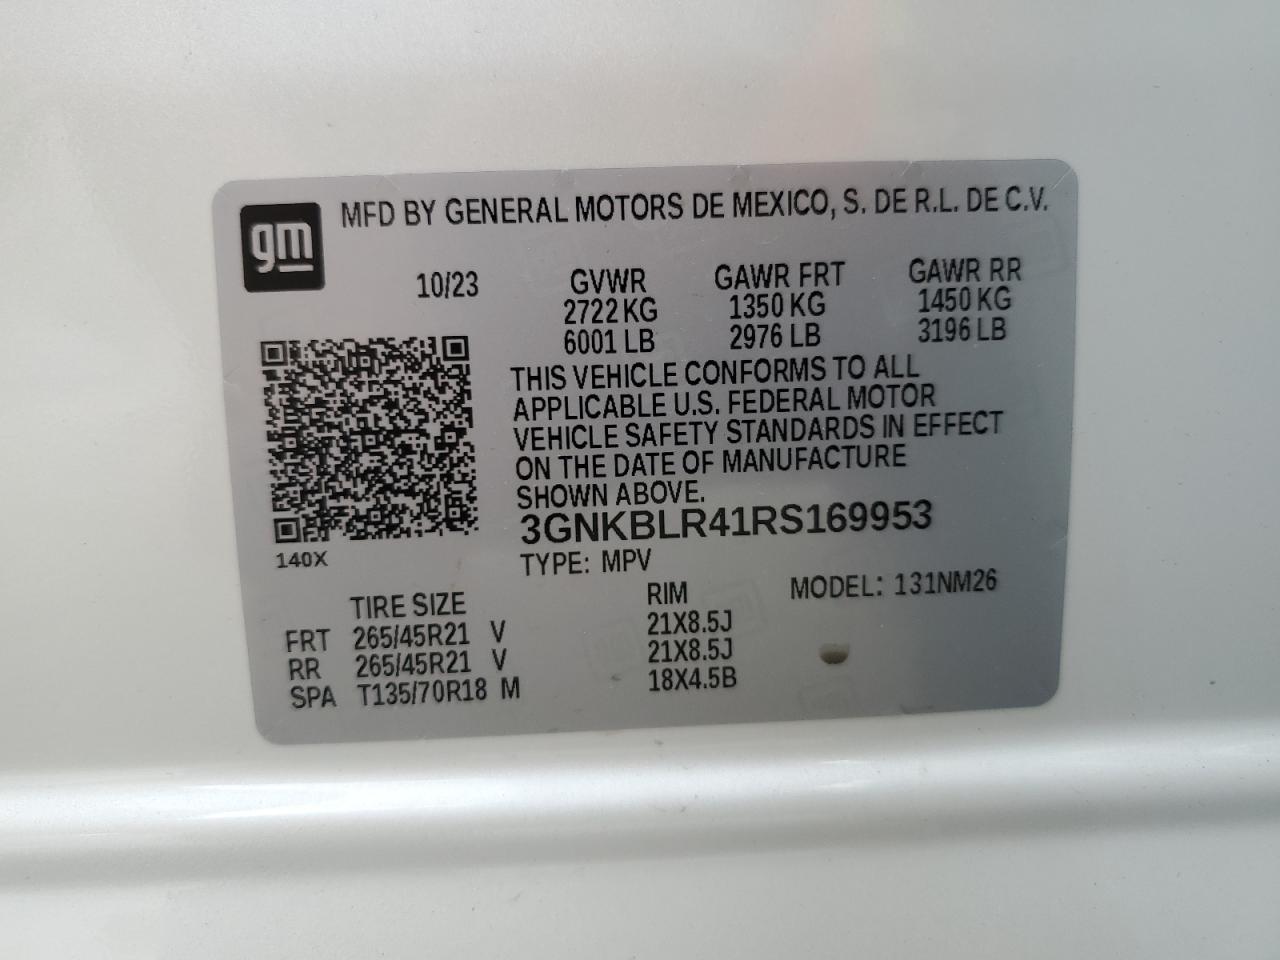 gm
MFD BY GENERAL MOTORS DE MEXICO, S. DE R.L. DE C.V.
10/23 GVWR GAWR FRT GAWR RR
2722 KG 1350 KG 1450 KG
6001 LB 2976 LB 3196 LB
THIS VEHICLE CONFORMS TO ALL
APPLICABLE U.S. FEDERAL MOTOR
VEHICLE SAFETY STANDARDS IN EFFECT
ON THE DATE OF MANUFACTURE
SHOWN ABOVE.
3GNKBLR41RS169953
140X
TYPE: MPV
TIRE SIZE RIM MODEL: 131NM26
FRT 265/45R21 V 21X8.5J
RR 265/45R21 V 21X8.5J
SPA T135/70R18 M 18X4.5B